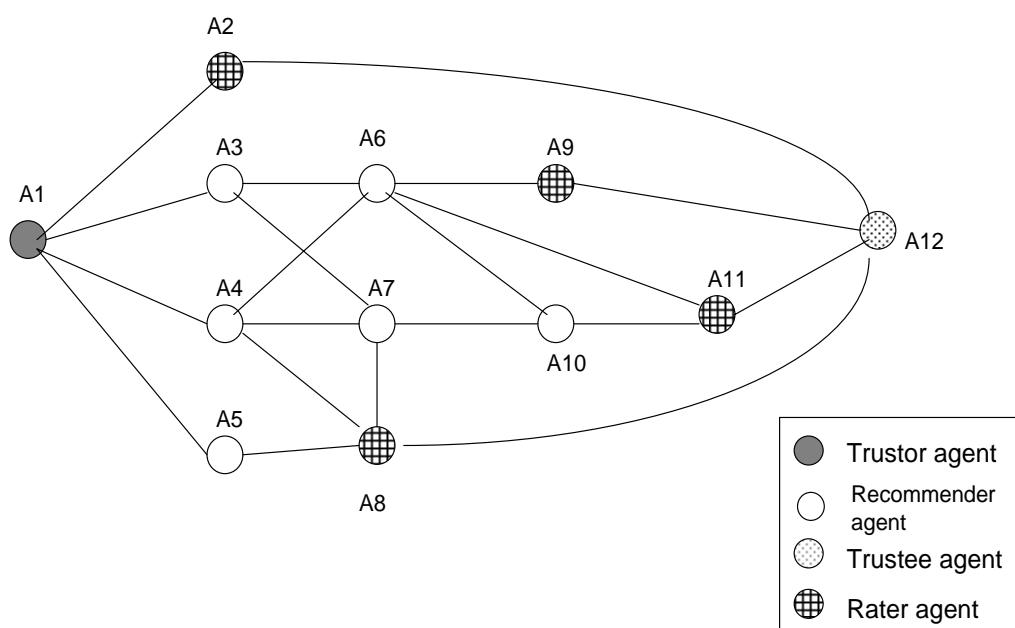 A2
A3
A6
A9
A1
A12
A4
A7
A11
A10
A5
A8
Trustor agent
Recommender
agent
Trustee agent
Rater agent